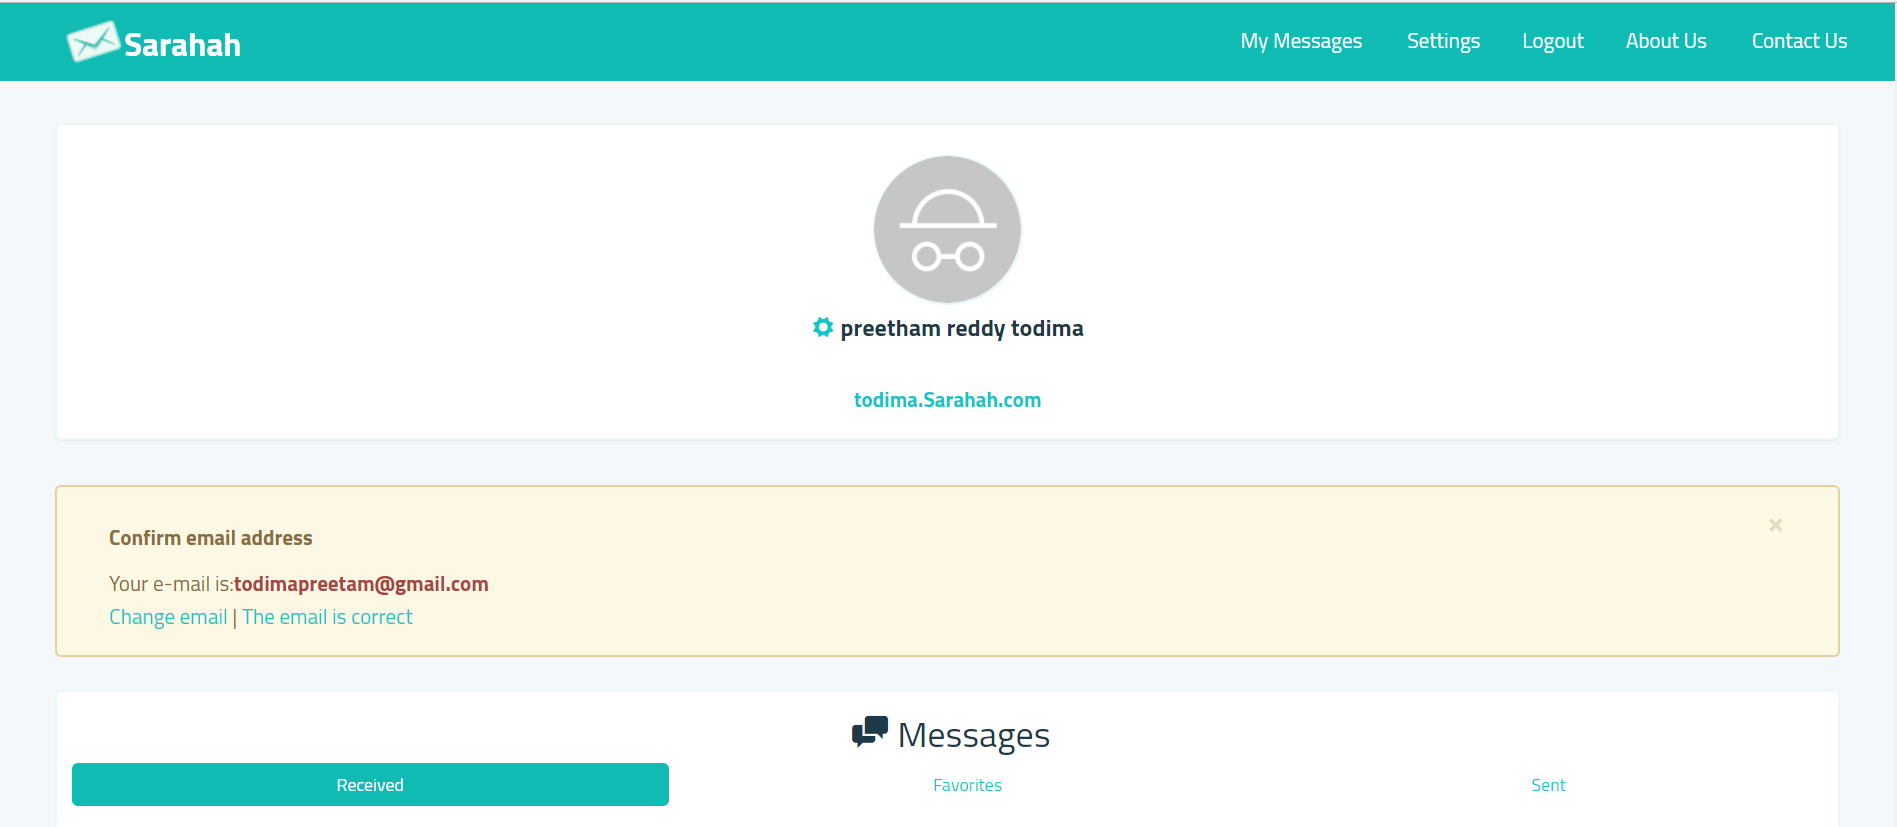 Sarahah
My Messages Settings Logout About Us Contact Us
preetham reddy todima
todima.Sarahah.com
Confirm email address
Your e-mail is:todimapreetam@gmail.com
Change email | The email is correct
Messages
Received Favorites Sent